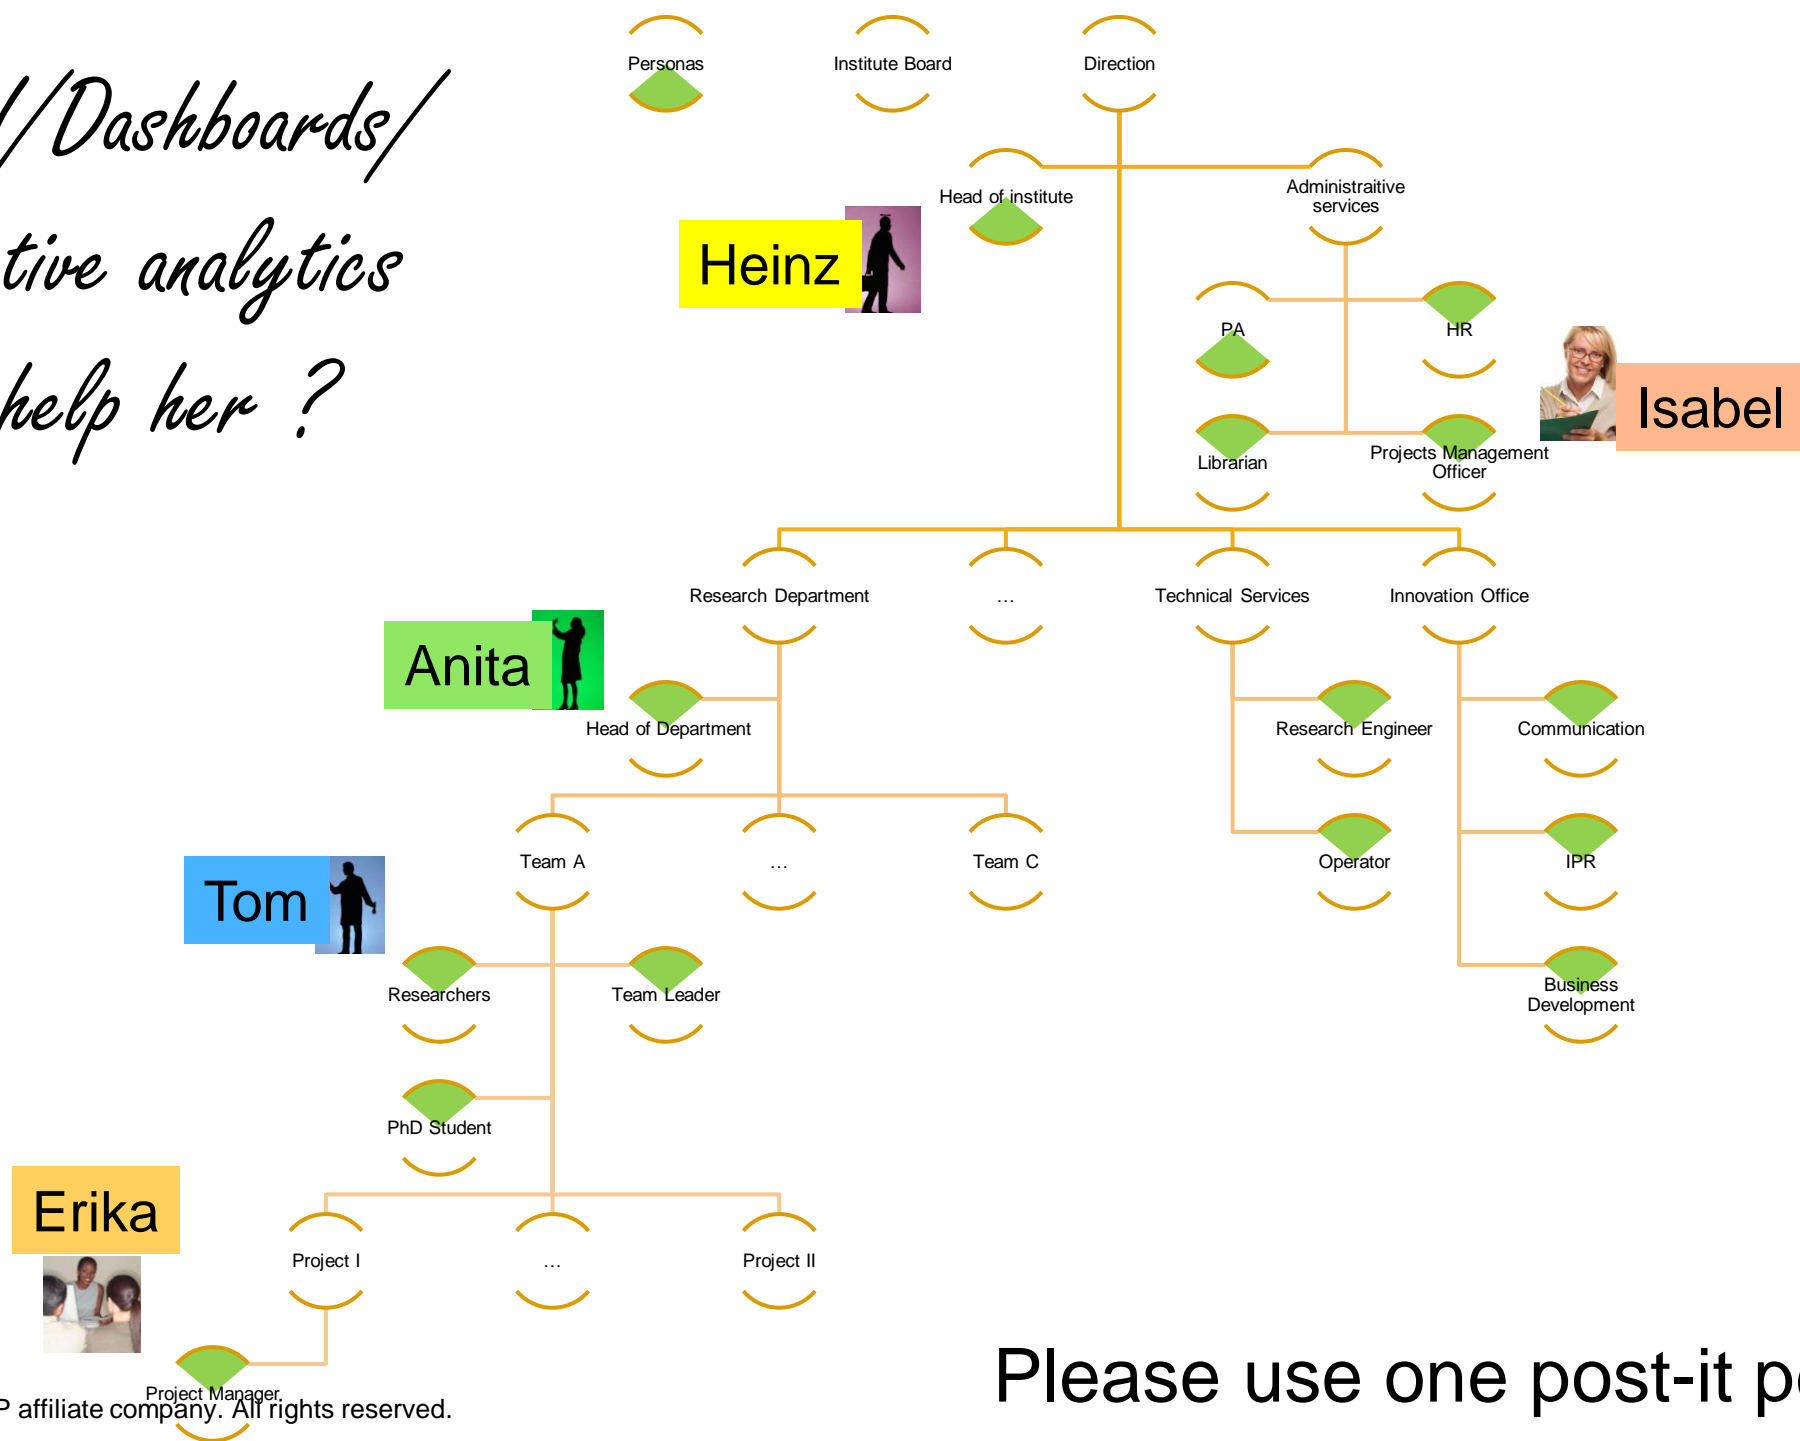 Personas
Institute Board
Direction
/Dashboards/
tive analytics
help her ?
Head of institute
Administraitive
services
Heinz
PA
HR
Isabel
Librarian
Projects Management
Officer
Research Department
...
Technical Services
Innovation Office
Anita
Head of Department
Research Engineer
Communication
Team A
...
Team C
Operator
IPR
Tom
Researchers
Team Leader
Business
Development
PhD Student
Erika
Project I
...
Project II
Project Manager
P affiliate company. All rights reserved.
Please use one post-it